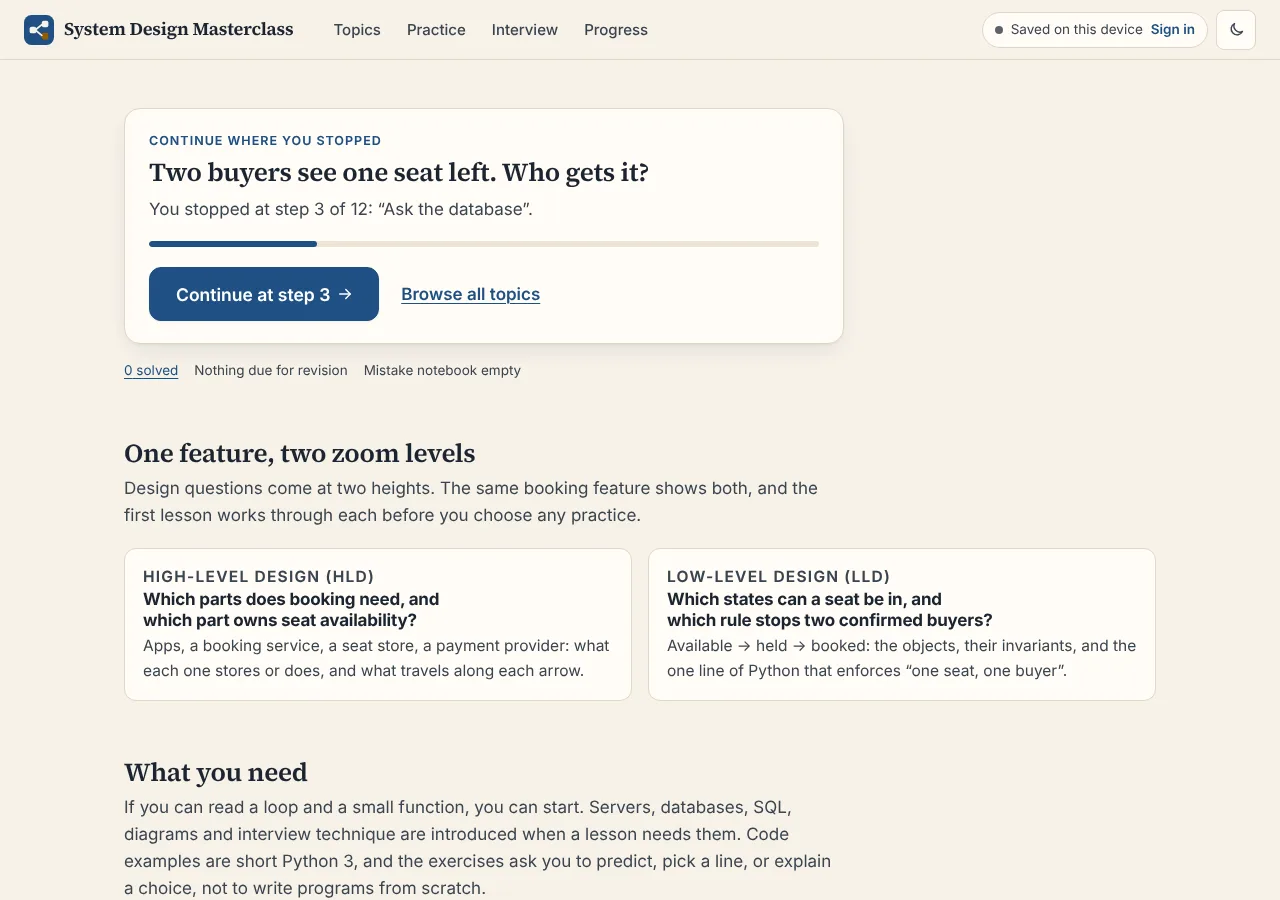 System Design Masterclass
Topics
Practice
Interview
Progress
Saved on this device
Sign in
CONTINUE WHERE YOU STOPPED
Two buyers see one seat left. Who gets it?
You stopped at step 3 of 12: “Ask the database”.
Continue at step 3 →
Browse all topics
0 solved
Nothing due for revision
Mistake notebook empty
One feature, two zoom levels
Design questions come at two heights. The same booking feature shows both, and the
first lesson works through each before you choose any practice.
HIGH-LEVEL DESIGN (HLD)
Which parts does booking need, and
which part owns seat availability?
Apps, a booking service, a seat store, a payment provider: what
each one stores or does, and what travels along each arrow.
LOW-LEVEL DESIGN (LLD)
Which states can a seat be in, and
which rule stops two confirmed buyers?
Available → held → booked: the objects, their invariants, and the
one line of Python that enforces “one seat, one buyer”.
What you need
If you can read a loop and a small function, you can start. Servers, databases, SQL,
diagrams and interview technique are introduced when a lesson needs them. Code
examples are short Python 3, and the exercises ask you to predict, pick a line, or explain
a choice, not to write programs from scratch.